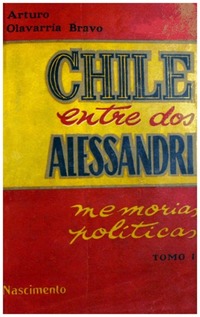 Arturo
Olavarría Bravo
CHILE
entre dos
ALESSANDRI
memorias
políticas
TOMO I
Nascimento